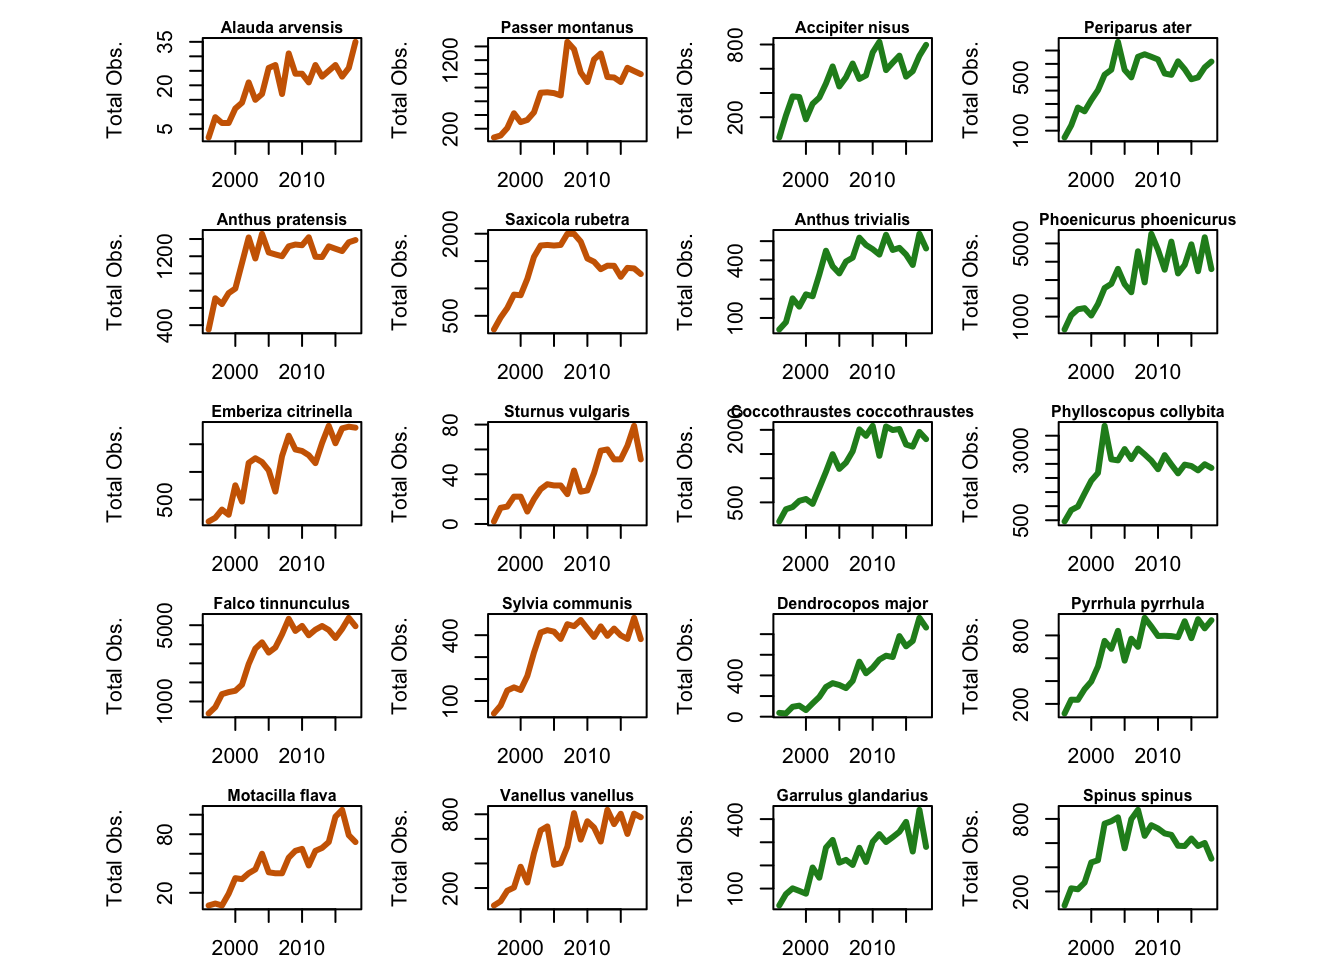 Alauda arvensis
Total Obs.
5 20 35
2000 2010
Passer montanus
Total Obs.
200 1200
2000 2010
Accipiter nisus
Total Obs.
200 800
2000 2010
Periparus ater
Total Obs.
100 500
2000 2010
Anthus pratensis
Total Obs.
400 1200
2000 2010
Saxicola rubetra
Total Obs.
500 2000
2000 2010
Anthus trivialis
Total Obs.
100 400
2000 2010
Phoenicurus phoenicurus
Total Obs.
1000 5000
2000 2010
Emberiza citrinella
Total Obs.
500
2000 2010
Sturnus vulgaris
Total Obs.
0 40 80
2000 2010
Coccothraustes coccothraustes
Total Obs.
500 2000
2000 2010
Phylloscopus collybita
Total Obs.
500 3000
2000 2010
Falco tinnunculus
Total Obs.
1000 5000
2000 2010
Sylvia communis
Total Obs.
100 400
2000 2010
Dendrocopos major
Total Obs.
0 400
2000 2010
Pyrrhula pyrrhula
Total Obs.
200 800
2000 2010
Motacilla flava
Total Obs.
20 80
2000 2010
Vanellus vanellus
Total Obs.
200 800
2000 2010
Garrulus glandarius
Total Obs.
100 400
2000 2010
Spinus spinus
Total Obs.
200 800
2000 2010